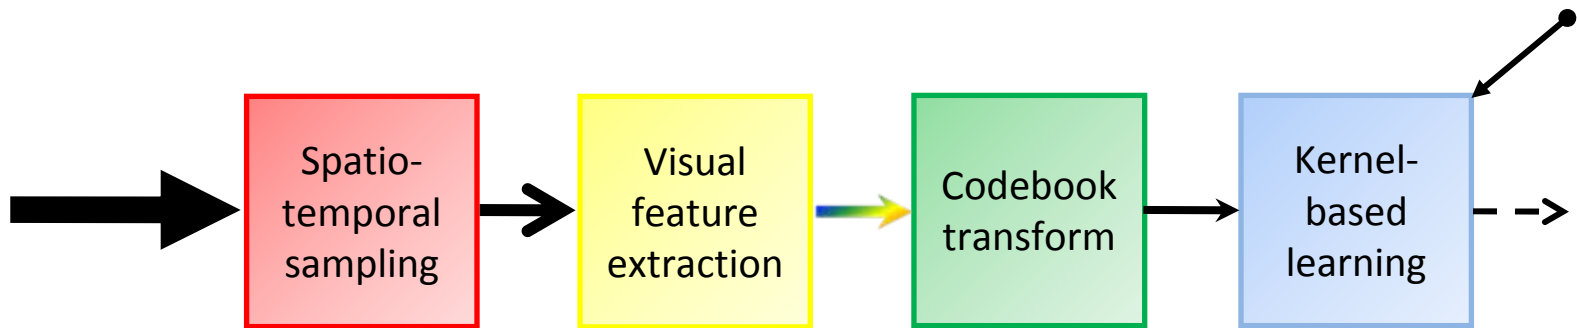 Spatio-
temporal
sampling
Visual
feature
extraction
Codebook
transform
Kernel-
based
learning